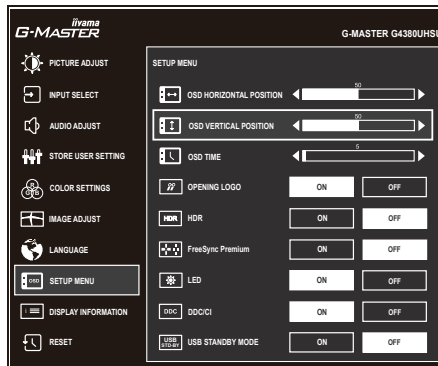 iiyama
G-MASTER
G-MASTER G4380UHSU
PICTURE ADJUST
INPUT SELECT
AUDIO ADJUST
STORE USER SETTING
COLOR SETTINGS
IMAGE ADJUST
LANGUAGE
OSD SETUP MENU
DISPLAY INFORMATION
RESET
SETUP MENU
OSD HORIZONTAL POSITION 50
OSD VERTICAL POSITION 50
OSD TIME 5
OPENING LOGO ON OFF
HDR HDR ON OFF
FreeSync Premium ON OFF
LED ON OFF
DDC DDC/CI ON OFF
USB STD-BY USB STANDBY MODE ON OFF